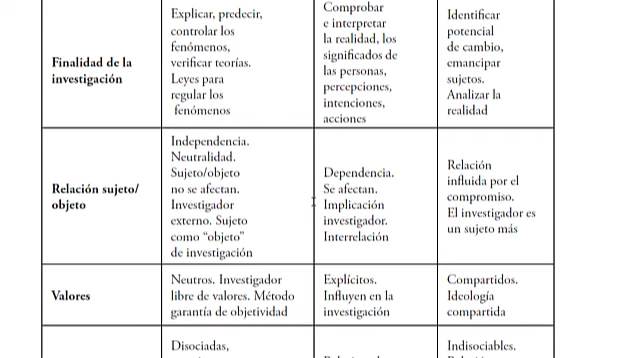 Finalidad de la
investigación
Explicar, predecir,
controlar los
fenómenos,
verificar teorías.
Leyes para
regular los
fenómenos
Comprobar
e interpretar
la realidad, los
significados de
las personas,
percepciones,
intenciones,
acciones
Identificar
potencial
de cambio,
emancipar
sujetos.
Analizar la
realidad
Relación sujeto/
objeto
Independencia.
Neutralidad.
Sujeto/objeto
no se afectan.
Investigador
externo. Sujeto
como “objeto”
de investigación
Dependencia.
Se afectan.
Implicación
investigador.
Interrelación
Relación
influida por el
compromiso.
El investigador es
un sujeto más
Valores
Neutros. Investigador
libre de valores. Método
garantía de objetividad
Explícitos.
Influyen en la
investigación
Compartidos.
Ideología
compartida
Disociadas,
Indisociables.